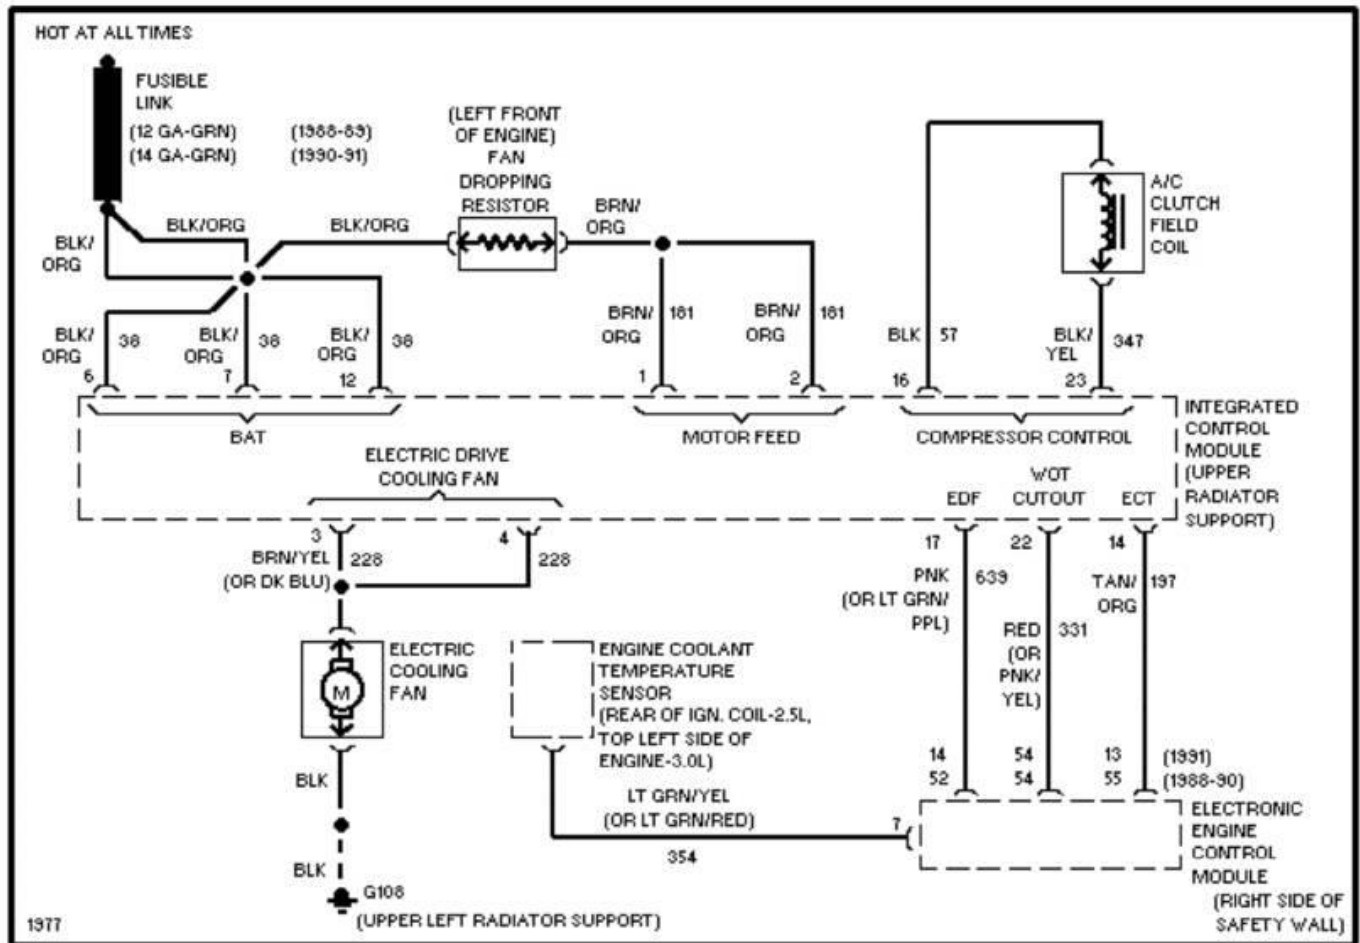 HOT AT ALL TIMES
FUSIBLE
LINK
(12 GA-GRN) (1988-89)
(14 GA-GRN) (1990-91)
(LEFT FRONT
OF ENGINE)
FAN
DROPPING
RESISTOR
BLK/ORG
BLK/ORG
BRN/
ORG
BLK/
ORG
A/C
CLUTCH
FIELD
COIL
BLK/
ORG
38
BLK/
ORG
38
BLK/
ORG
38
BRN/
ORG
181
BRN/
ORG
181
BLK
57
BLK/
YEL
347
6
7
12
1
2
16
23
BAT
MOTOR FEED
COMPRESSOR CONTROL
INTEGRATED
CONTROL
MODULE
(UPPER
RADIATOR
SUPPORT)
ELECTRIC DRIVE
COOLING FAN
EDF
WOT
CUTOUT
ECT
3
4
17
22
14
BRN/YEL
(OR DK BLU)
228
228
PNK
(OR LT GRN/
PPL)
639
RED
(OR
PNK/
YEL)
331
TAN/
ORG
197
M
ELECTRIC
COOLING
FAN
ENGINE COOLANT
TEMPERATURE
SENSOR
(REAR OF IGN. COIL-2.5L,
TOP LEFT SIDE OF
ENGINE-3.0L)
14 54 13 (1991)
52 54 55 (1988-90)
BLK
LT GRN/YEL
(OR LT GRN/RED)
354
7
ELECTRONIC
ENGINE
CONTROL
MODULE
(RIGHT SIDE OF
SAFETY WALL)
BLK
G108
(UPPER LEFT RADIATOR SUPPORT)
1977